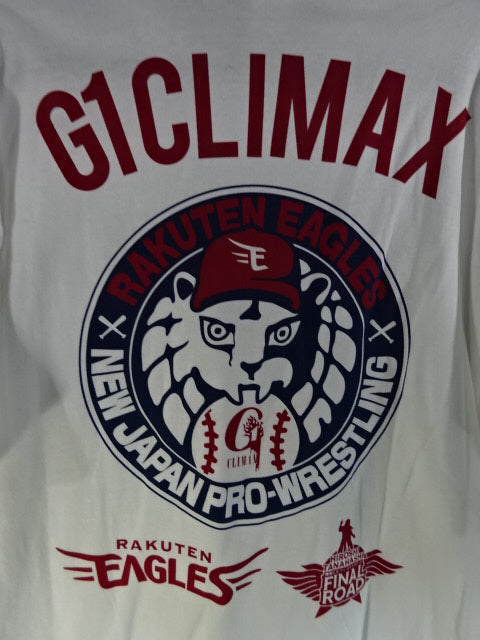 G1CLIMAX
RAKUTEN EAGLES
E
× NEW JAPAN PRO-WRESTLING ×
G1
CLIMAX
RAKUTEN
EAGLES
HIROSHI
TANAHASHI
FINAL
ROAD